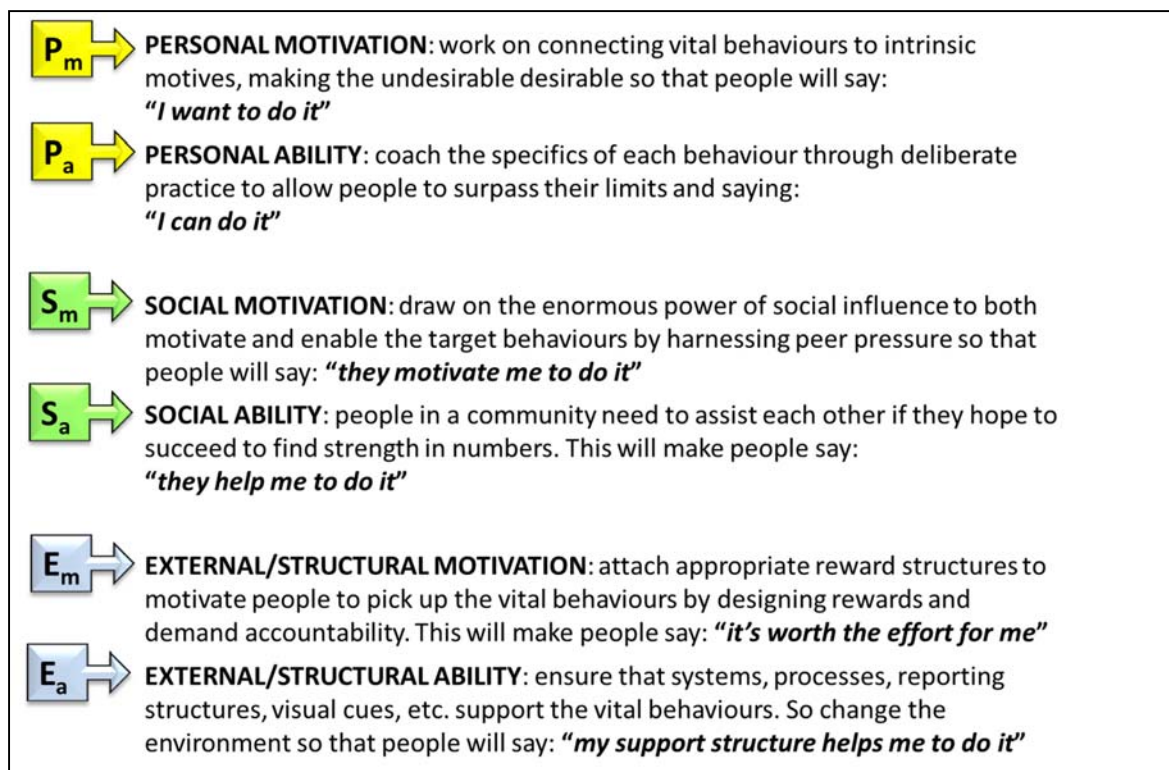 Pm PERSONAL MOTIVATION: work on connecting vital behaviours to intrinsic
motives, making the undesirable desirable so that people will say:
“I want to do it”
Pa PERSONAL ABILITY: coach the specifics of each behaviour through deliberate
practice to allow people to surpass their limits and saying:
“I can do it”
Sm SOCIAL MOTIVATION: draw on the enormous power of social influence to both
motivate and enable the target behaviours by harnessing peer pressure so that
people will say: “they motivate me to do it”
Sa SOCIAL ABILITY: people in a community need to assist each other if they hope to
succeed to find strength in numbers. This will make people say:
“they help me to do it”
Em EXTERNAL/STRUCTURAL MOTIVATION: attach appropriate reward structures to
motivate people to pick up the vital behaviours by designing rewards and
demand accountability. This will make people say: “it’s worth the effort for me”
Ea EXTERNAL/STRUCTURAL ABILITY: ensure that systems, processes, reporting
structures, visual cues, etc. support the vital behaviours. So change the
environment so that people will say: “my support structure helps me to do it”